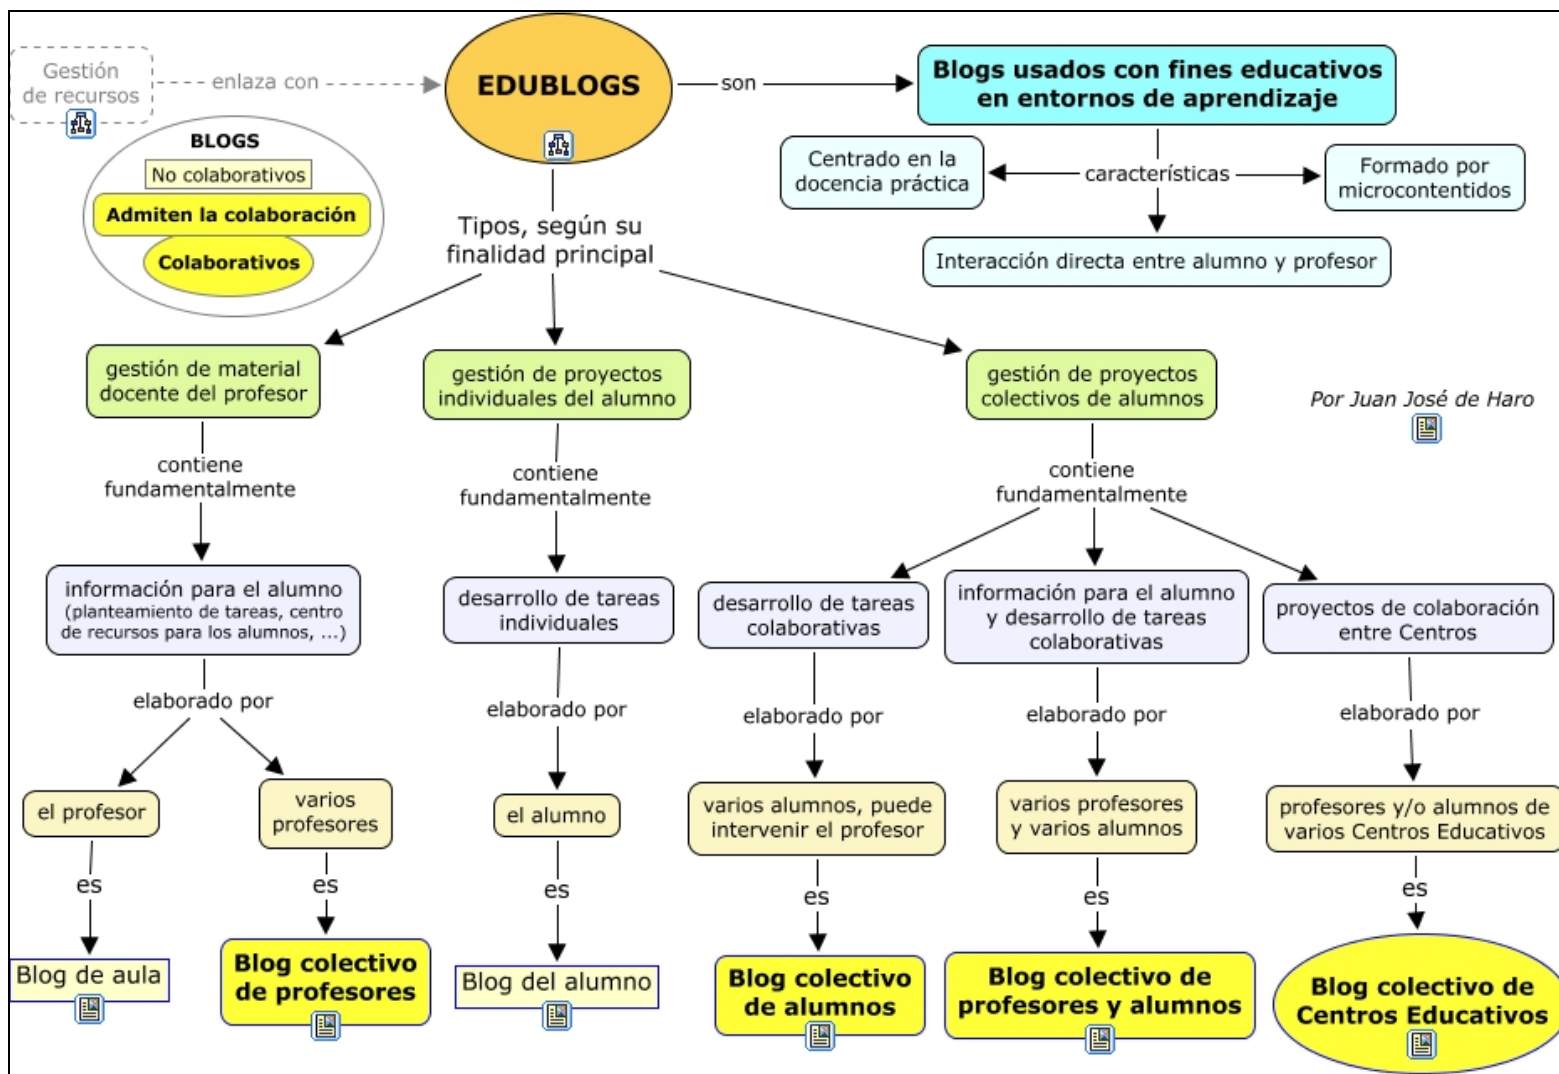 Gestión
de recursos
enlaza con
EDUBLOGS
son
Blogs usados con fines educativos
en entornos de aprendizaje
BLOGS
No colaborativos
Admiten la colaboración
Colaborativos
Centrado en la
docencia práctica
características
Formado por
microcontenidos
Interacción directa entre alumno y profesor
Tipos, según su
finalidad principal
gestión de material
docente del profesor
gestión de proyectos
individuales del alumno
gestión de proyectos
colectivos de alumnos
Por Juan José de Haro
contiene
fundamentalmente
contiene
fundamentalmente
contiene
fundamentalmente
información para el alumno
(planteamiento de tareas, centro
de recursos para los alumnos, ...)
desarrollo de tareas
individuales
desarrollo de tareas
colaborativas
información para el alumno
y desarrollo de tareas
colaborativas
proyectos de colaboración
entre Centros
elaborado por
elaborado por
elaborado por
elaborado por
elaborado por
el profesor
varios
profesores
el alumno
varios alumnos, puede
intervenir el profesor
varios profesores
y varios alumnos
profesores y/o alumnos de
varios Centros Educativos
es
es
es
es
es
es
Blog de aula
Blog colectivo
de profesores
Blog del alumno
Blog colectivo
de alumnos
Blog colectivo de
profesores y alumnos
Blog colectivo de
Centros Educativos